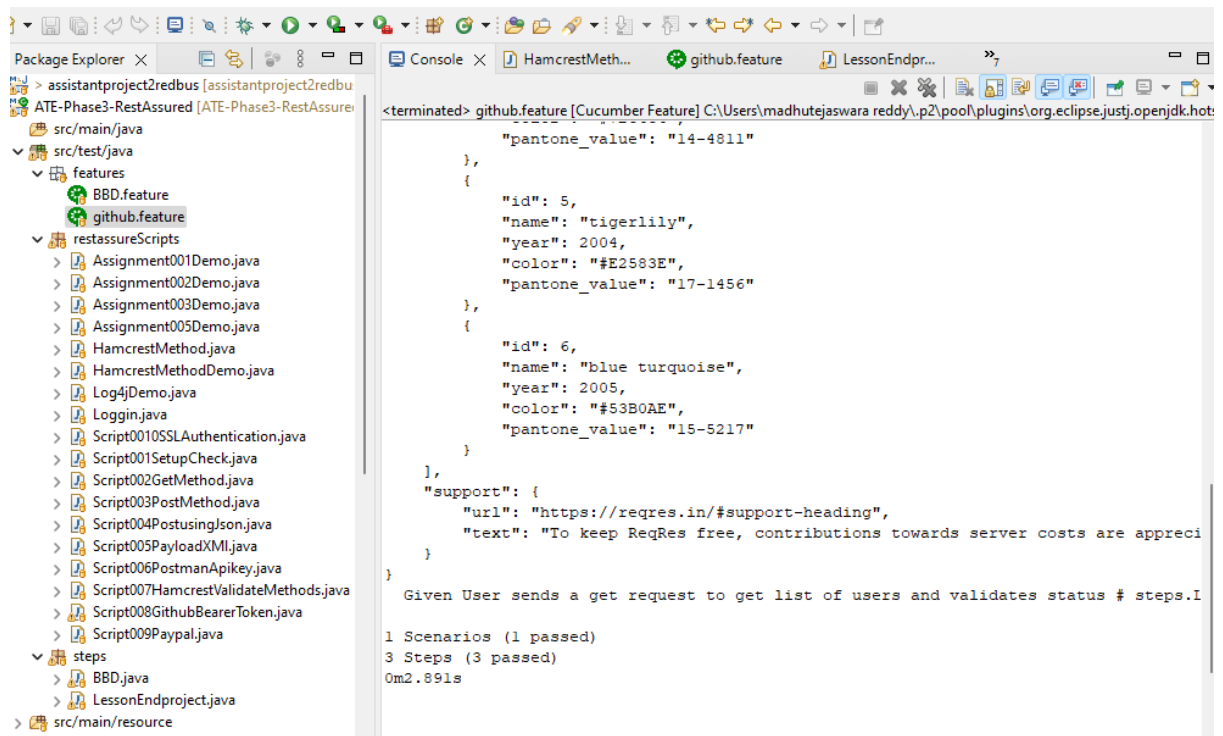 Package Explorer
> assistantproject2redbus [assistantproject2redbu
ATE-Phase3-RestAssured [ATE-Phase3-RestAssure
src/main/java
src/test/java
features
BBD.feature
github.feature
restassureScripts
Assignment001Demo.java
Assignment002Demo.java
Assignment003Demo.java
Assignment005Demo.java
HamcrestMethod.java
HamcrestMethodDemo.java
Log4jDemo.java
Loggin.java
Script0010SSLAuthentication.java
Script001SetupCheck.java
Script002GetMethod.java
Script003PostMethod.java
Script004PostusingJson.java
Script005PayloadXMl.java
Script006PostmanApikey.java
Script007HamcrestValidateMethods.java
Script008GithubBearerToken.java
Script009Paypal.java
steps
BBD.java
LessonEndproject.java
src/main/resource
Console HamcrestMeth... github.feature LessonEndpr... »7
<terminated> github.feature [Cucumber Feature] C:\Users\madhutejaswara reddy\.p2\pool\plugins\org.eclipse.justj.openjdk.hots
"pantone_value": "14-4811"
},
{
"id": 5,
"name": "tigerlily",
"year": 2004,
"color": "#E2583E",
"pantone_value": "17-1456"
},
{
"id": 6,
"name": "blue turquoise",
"year": 2005,
"color": "#53B0AE",
"pantone_value": "15-5217"
}
],
"support": {
"url": "https://reqres.in/#support-heading",
"text": "To keep ReqRes free, contributions towards server costs are appreci
}
}
Given User sends a get request to get list of users and validates status # steps.L
1 Scenarios (1 passed)
3 Steps (3 passed)
0m2.891s